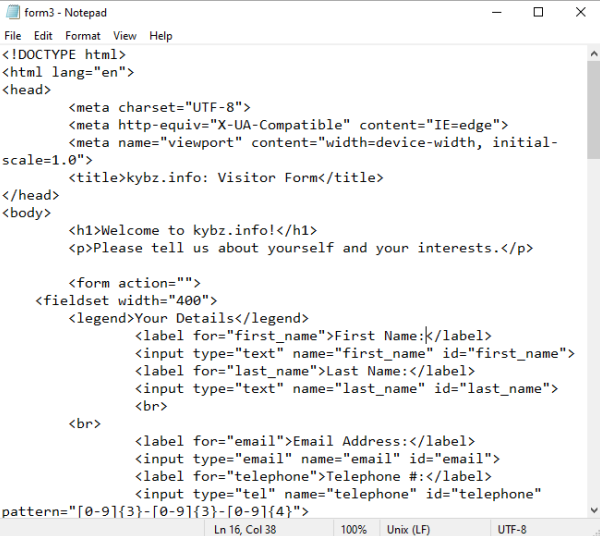 form3 - Notepad
File Edit Format View Help
<!DOCTYPE html>
<html lang="en">
<head>
<meta charset="UTF-8">
<meta http-equiv="X-UA-Compatible" content="IE=edge">
<meta name="viewport" content="width=device-width, initial-
scale=1.0">
<title>kybz.info: Visitor Form</title>
</head>
<body>
<h1>Welcome to kybz.info!</h1>
<p>Please tell us about yourself and your interests.</p>
<form action="">
<fieldset width="400">
<legend>Your Details</legend>
<label for="first_name">First Name:</label>
<input type="text" name="first_name" id="first_name">
<label for="last_name">Last Name:</label>
<input type="text" name="last_name" id="last_name">
<br>
<br>
<label for="email">Email Address:</label>
<input type="email" name="email" id="email">
<label for="telephone">Telephone #:</label>
<input type="tel" name="telephone" id="telephone"
pattern="[0-9]{3}-[0-9]{3}-[0-9]{4}">
Ln 16, Col 38 100% Unix (LF) UTF-8